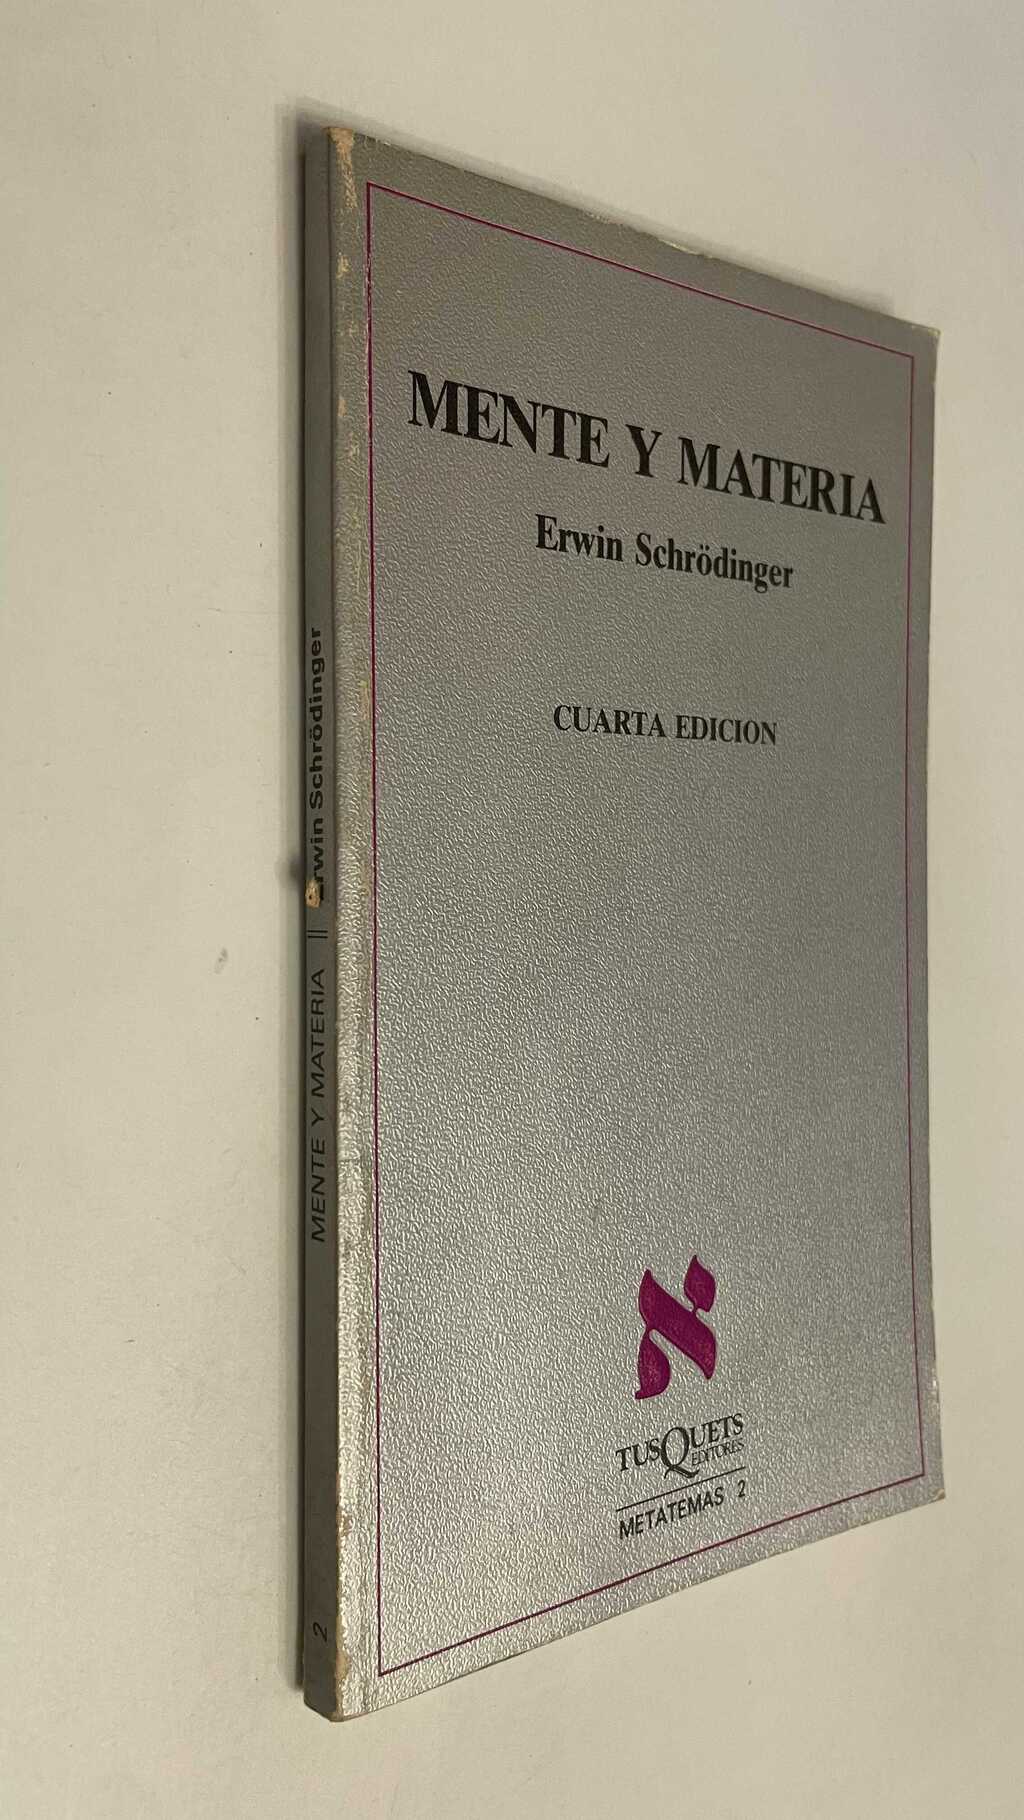 MENTE Y MATERIA
Erwin Schrödinger
CUARTA EDICION
א
TUSQUETS
EDITORES
METATEMAS 2
2 MENTE Y MATERIA || Erwin Schrödinger